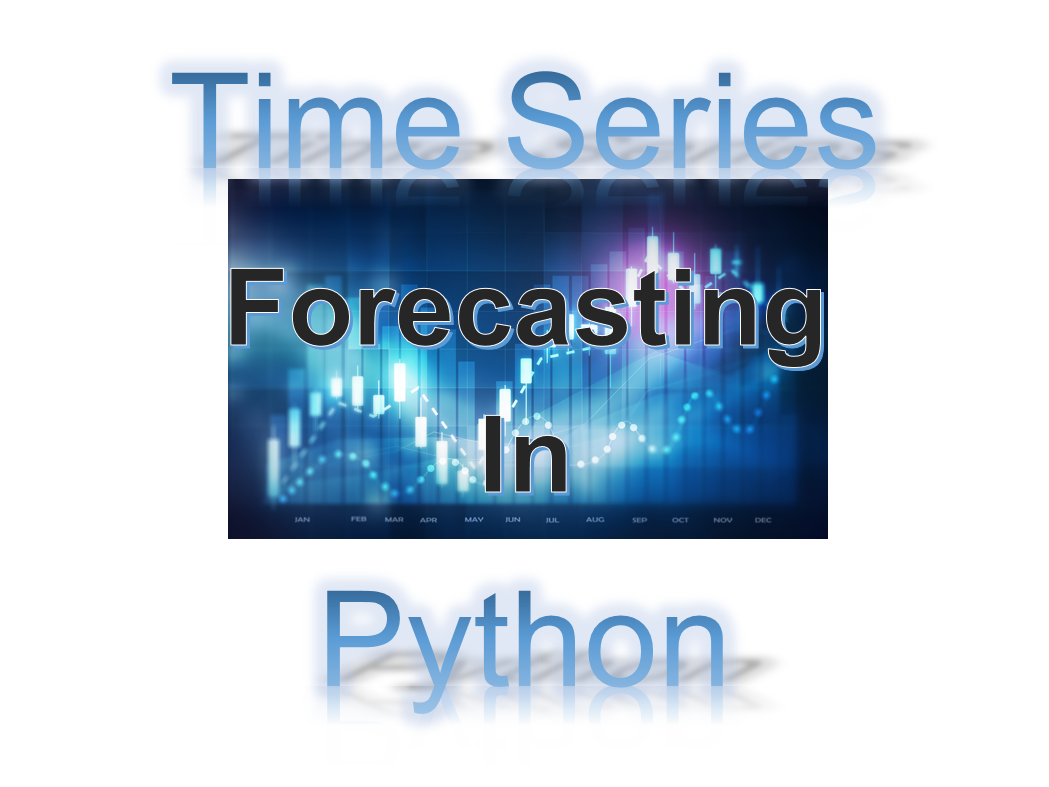 Time Series
Forecasting
In
JAN FEB MAR APR MAY JUN JUL AUG SEP OCT NOV DEC
Python